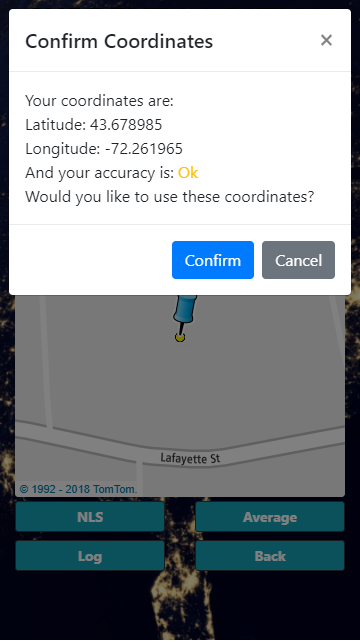 Confirm Coordinates ×
Your coordinates are:
Latitude: 43.678985
Longitude: -72.261965
And your accuracy is: Ok
Would you like to use these coordinates?
Confirm Cancel
Lafayette St
© 1992 - 2018 TomTom.
NLS Average
Log Back